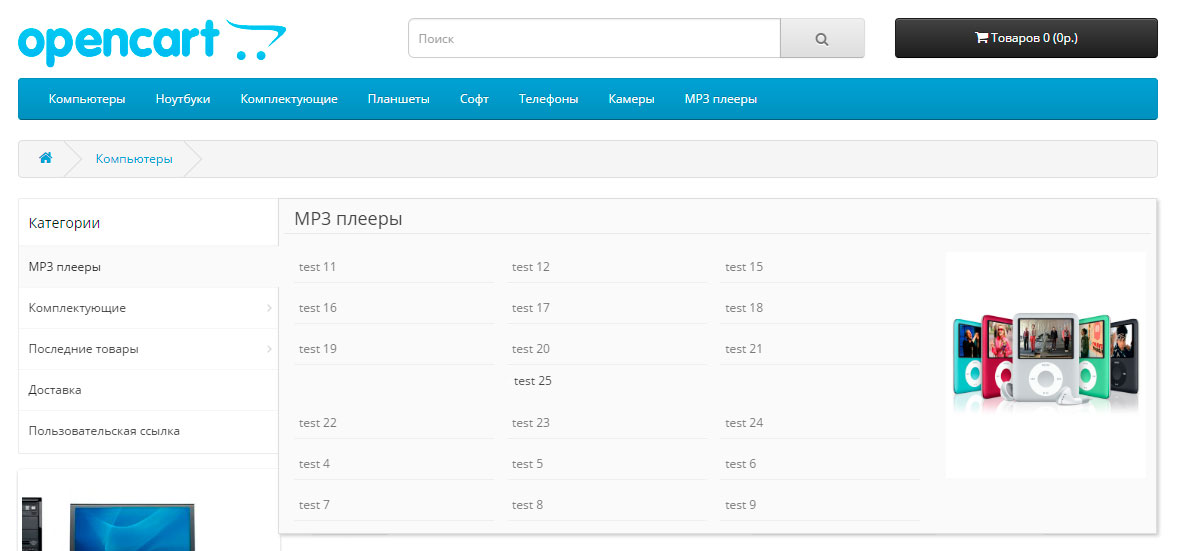 opencart
Поиск
Товаров 0 (0р.)
Компьютеры Ноутбуки Комплектующие Планшеты Софт Телефоны Камеры MP3 плееры
Компьютеры
Категории
MP3 плееры
Комплектующие
Последние товары
Доставка
Пользовательская ссылка
MP3 плееры
test 11 test 12 test 15
test 16 test 17 test 18
test 19 test 20 test 21
test 25
test 22 test 23 test 24
test 4 test 5 test 6
test 7 test 8 test 9